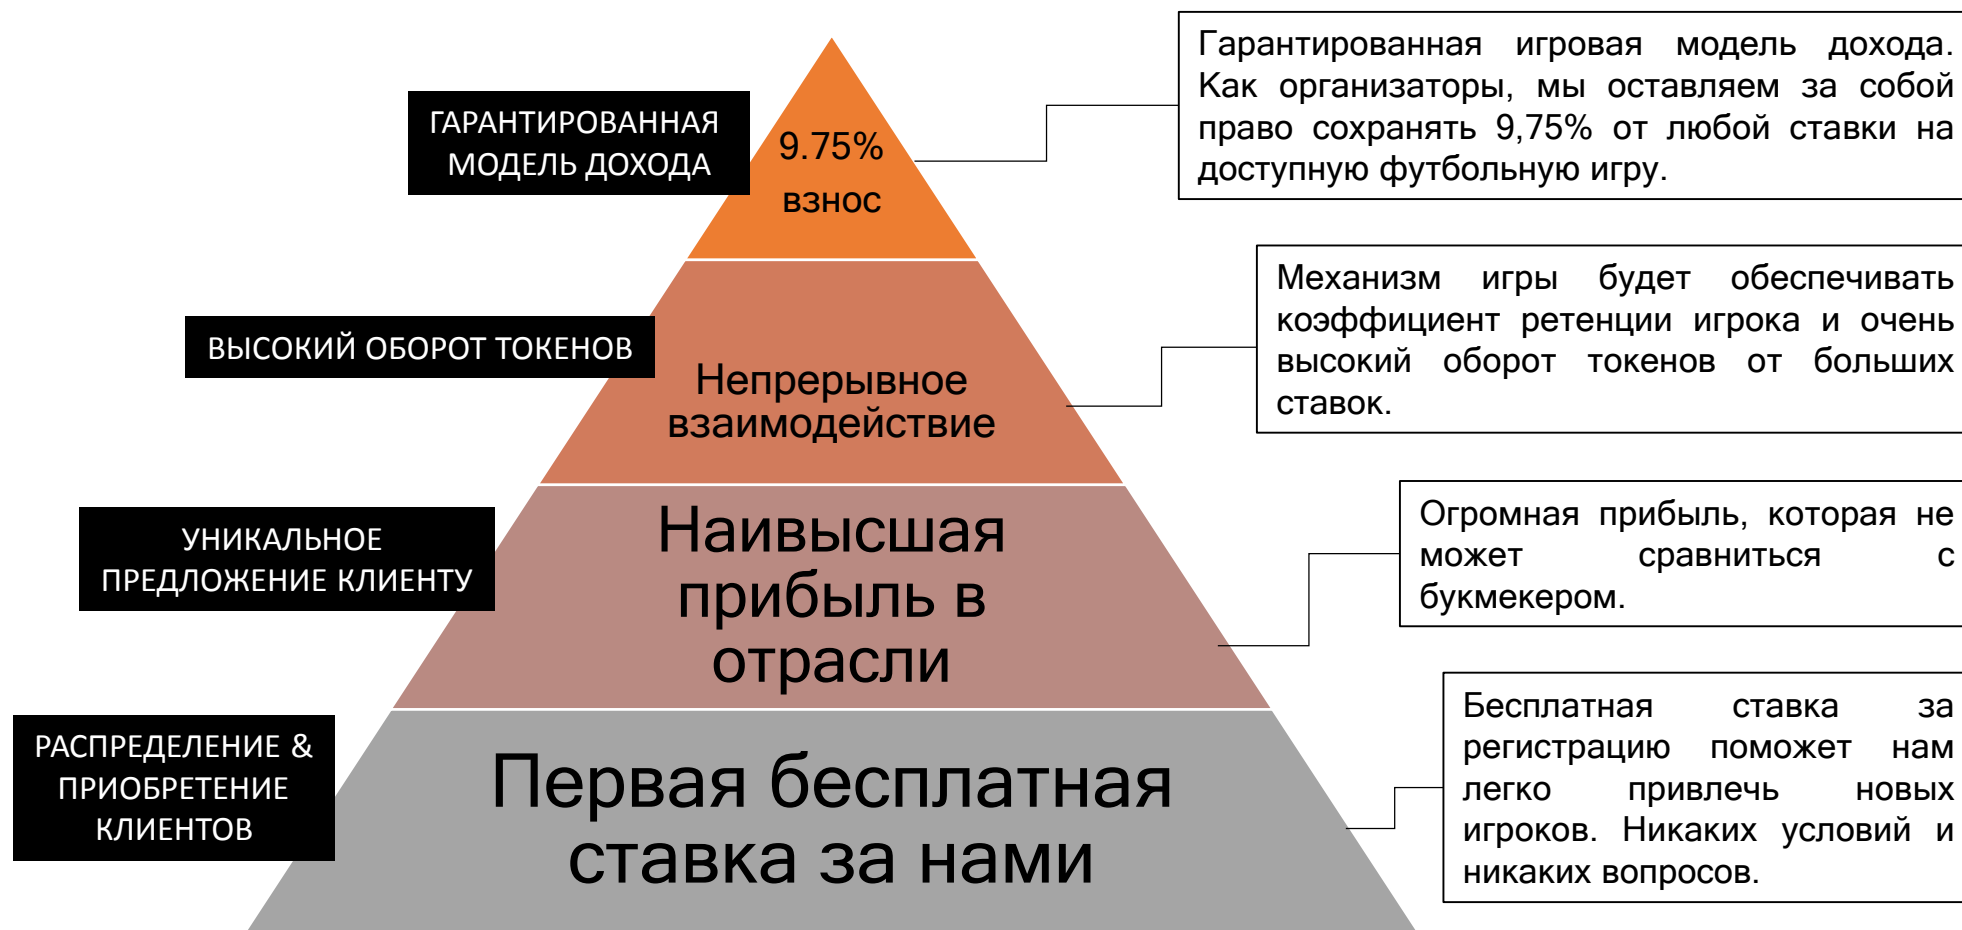 ГАРАНТИРОВАННАЯ
МОДЕЛЬ ДОХОДА
9.75%
взнос
Гарантированная игровая модель дохода.
Как организаторы, мы оставляем за собой
право сохранять 9,75% от любой ставки на
доступную футбольную игру.
ВЫСОКИЙ ОБОРОТ ТОКЕНОВ
Непрерывное
взаимодействие
Механизм игры будет обеспечивать
коэффициент ретенции игрока и очень
высокий оборот токенов от больших
ставок.
УНИКАЛЬНОЕ
ПРЕДЛОЖЕНИЕ КЛИЕНТУ
Наивысшая
прибыль в
отрасли
Огромная прибыль, которая не
может сравниться с
букмекером.
РАСПРЕДЕЛЕНИЕ &
ПРИОБРЕТЕНИЕ
КЛИЕНТОВ
Первая бесплатная
ставка за нами
Бесплатная ставка за
регистрацию поможет нам
легко привлечь новых
игроков. Никаких условий и
никаких вопросов.